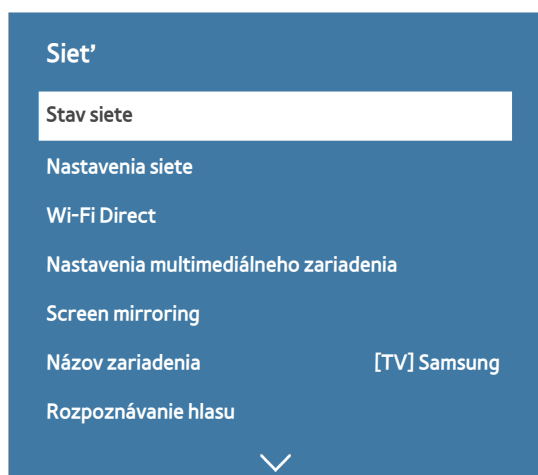 Sieť
Stav siete
Nastavenia siete
Wi-Fi Direct
Nastavenia multimediálneho zariadenia
Screen mirroring
Názov zariadenia [TV] Samsung
Rozpoznávanie hlasu